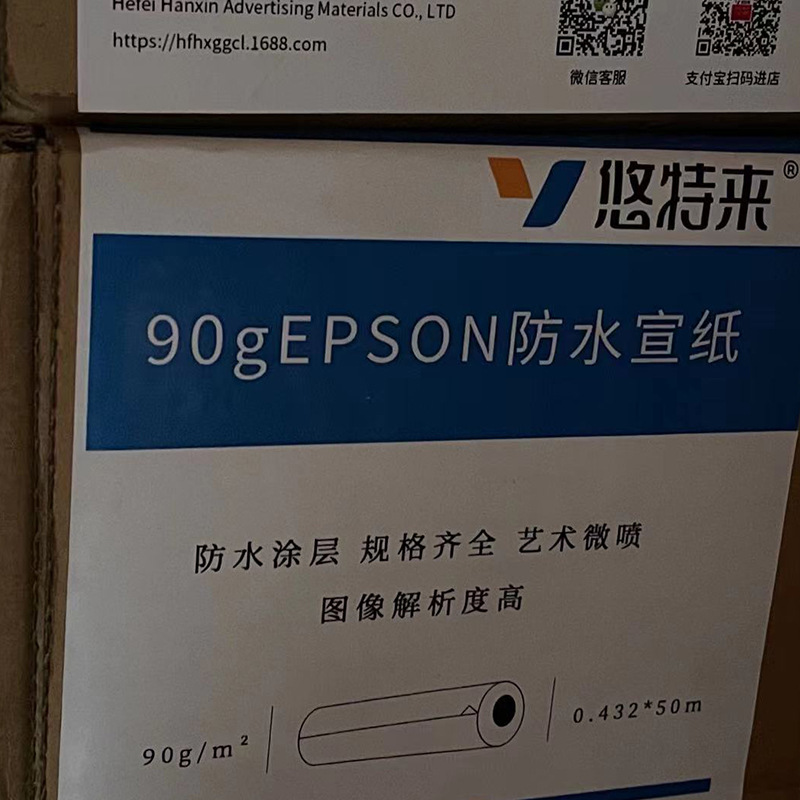 Hefei Hanxin Advertising Materials CO., LTD
https://hfhxggcl.1688.com
微信客服
支付宝扫码进店
悠特来®
90gEPSON防水宣纸
防水涂层 规格齐全 艺术微喷
图像解析度高
90g/m²
0.432*50m